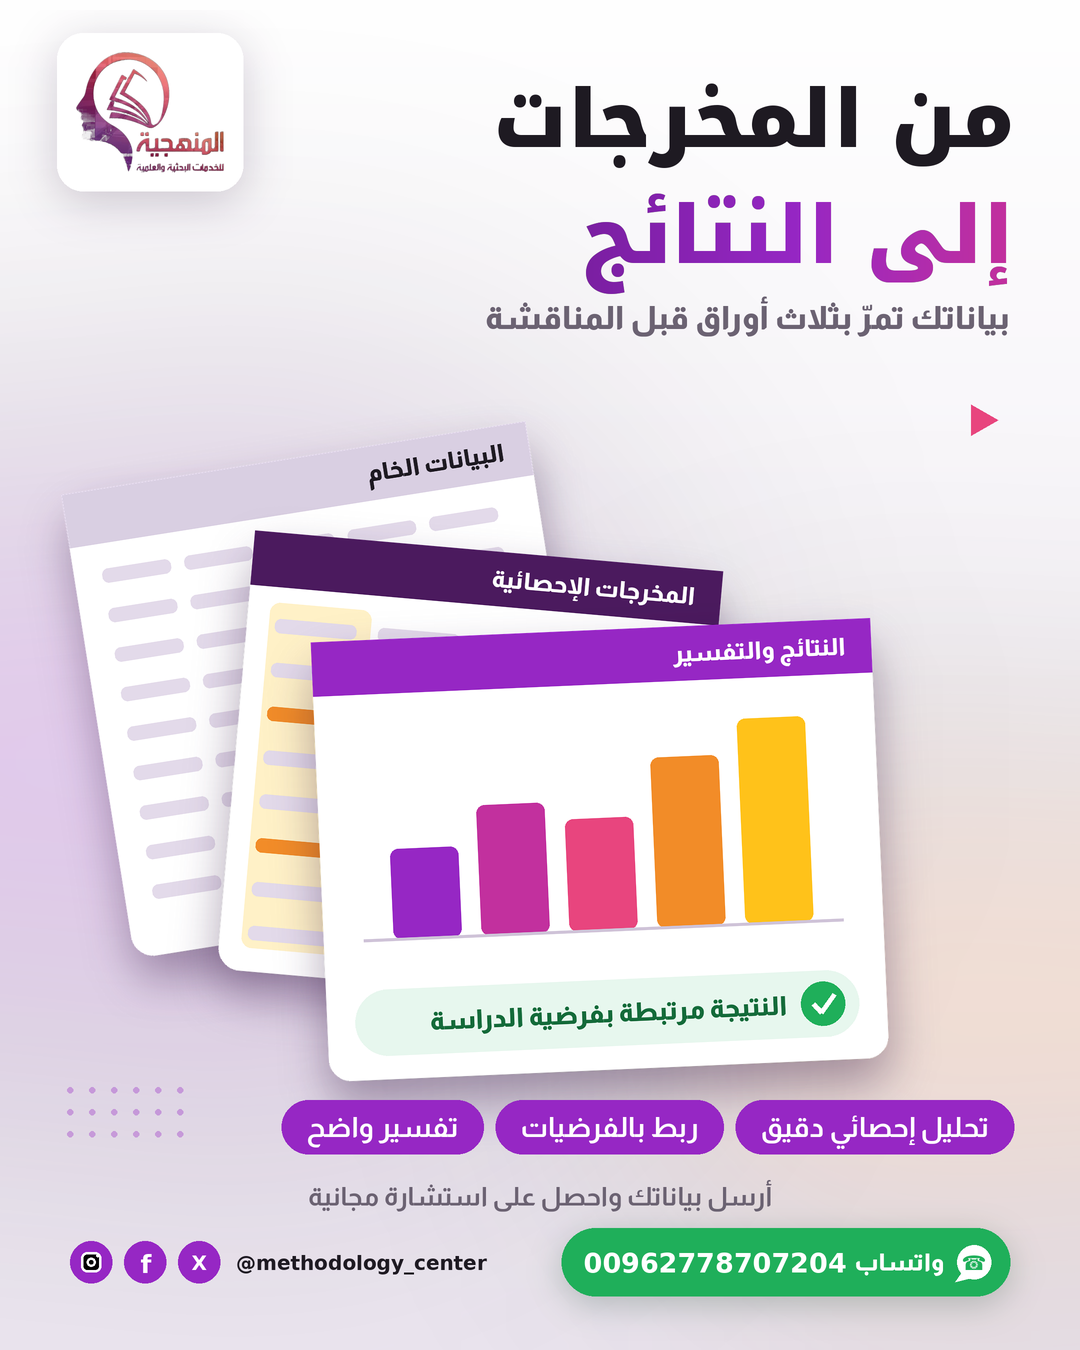 المنهجية
للخدمات البحثية والعلمية
من المخرجات
إلى النتائج
بياناتك تمرّ بثلاث أوراق قبل المناقشة
البيانات الخام
المخرجات الإحصائية
النتائج والتفسير
النتيجة مرتبطة بفرضية الدراسة
تحليل إحصائي دقيق
ربط بالفرضيات
تفسير واضح
أرسل بياناتك واحصل على استشارة مجانية
واتساب 00962778707204
@methodology_center